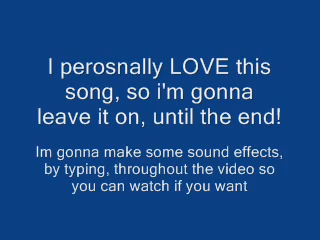 I perosnally LOVE this
song, so i'm gonna
leave it on, until the end!
Im gonna make some sound effects,
by typing, throughout the video so
you can watch if you want